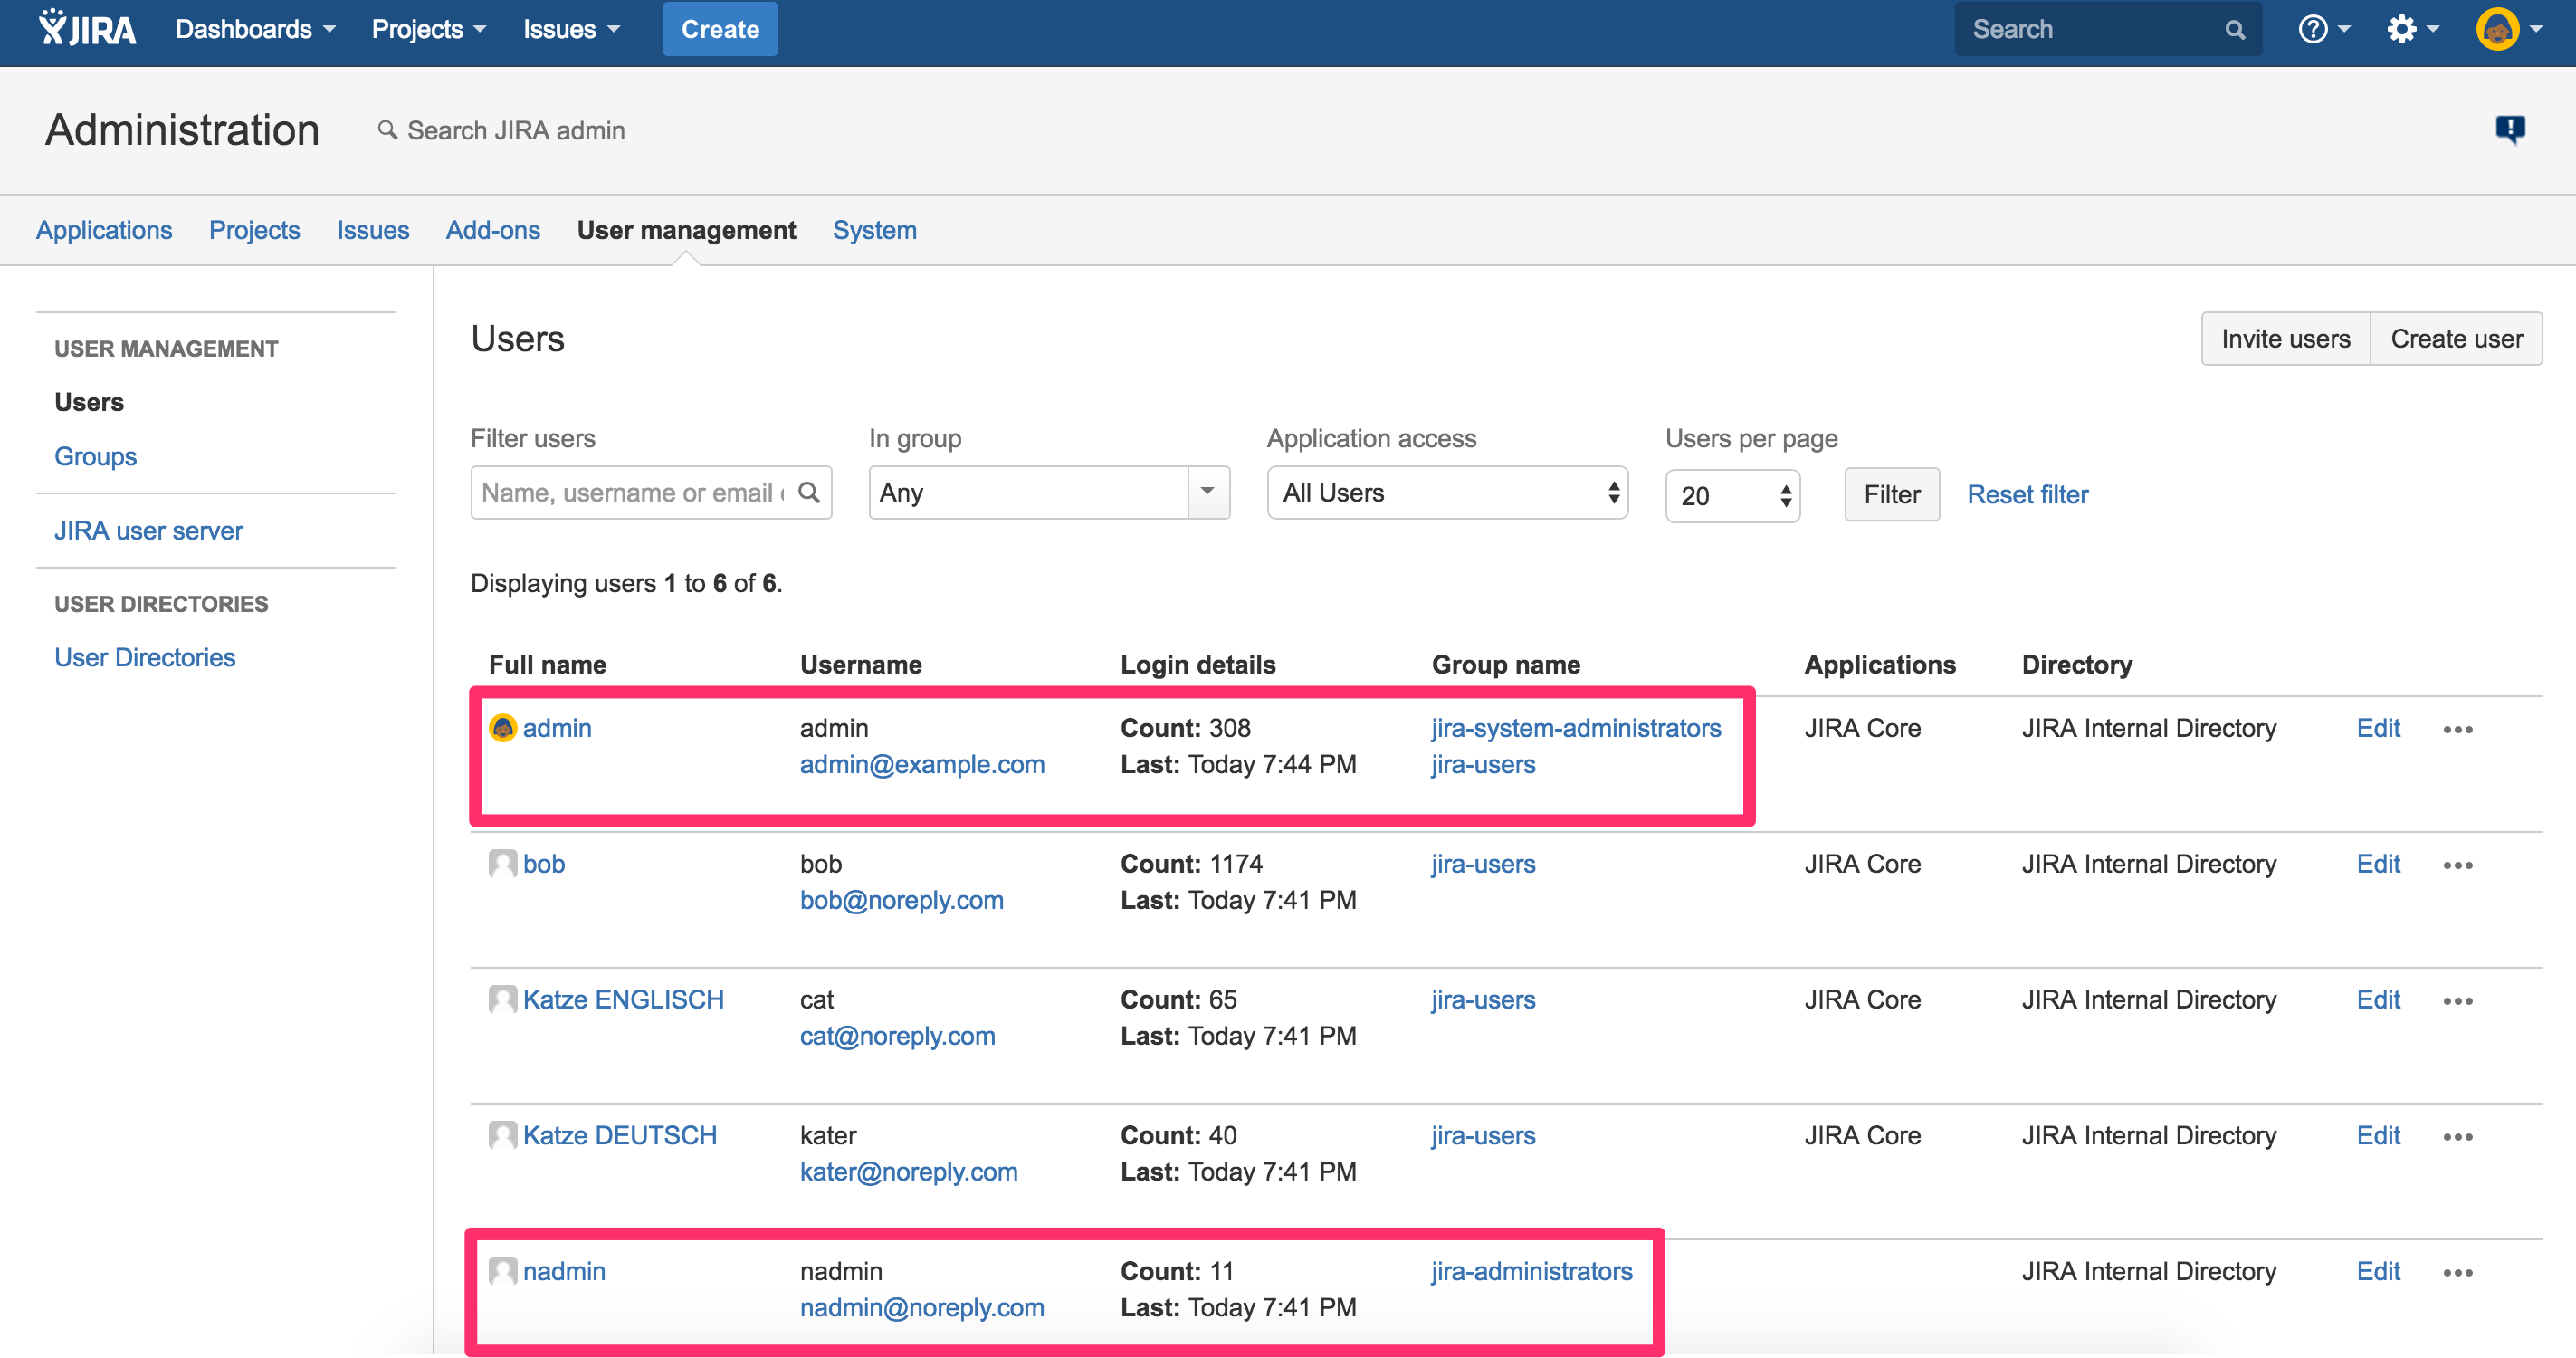 JIRA Dashboards Projects Issues Create Search
Administration Search JIRA admin
Applications Projects Issues Add-ons User management System
USER MANAGEMENT
Users
Groups
JIRA user server
USER DIRECTORIES
User Directories
Users Invite users Create user
Filter users In group Application access Users per page
Name, username or email Any All Users 20 Filter Reset filter
Displaying users 1 to 6 of 6.
Full name Username Login details Group name Applications Directory
admin admin Count: 308 jira-system-administrators JIRA Core JIRA Internal Directory Edit
admin@example.com Last: Today 7:44 PM jira-users
bob bob Count: 1174 jira-users JIRA Core JIRA Internal Directory Edit
bob@noreply.com Last: Today 7:41 PM
Katze ENGLISCH cat Count: 65 jira-users JIRA Core JIRA Internal Directory Edit
cat@noreply.com Last: Today 7:41 PM
Katze DEUTSCH kater Count: 40 jira-users JIRA Core JIRA Internal Directory Edit
kater@noreply.com Last: Today 7:41 PM
nadmin nadmin Count: 11 jira-administrators JIRA Internal Directory Edit
nadmin@noreply.com Last: Today 7:41 PM